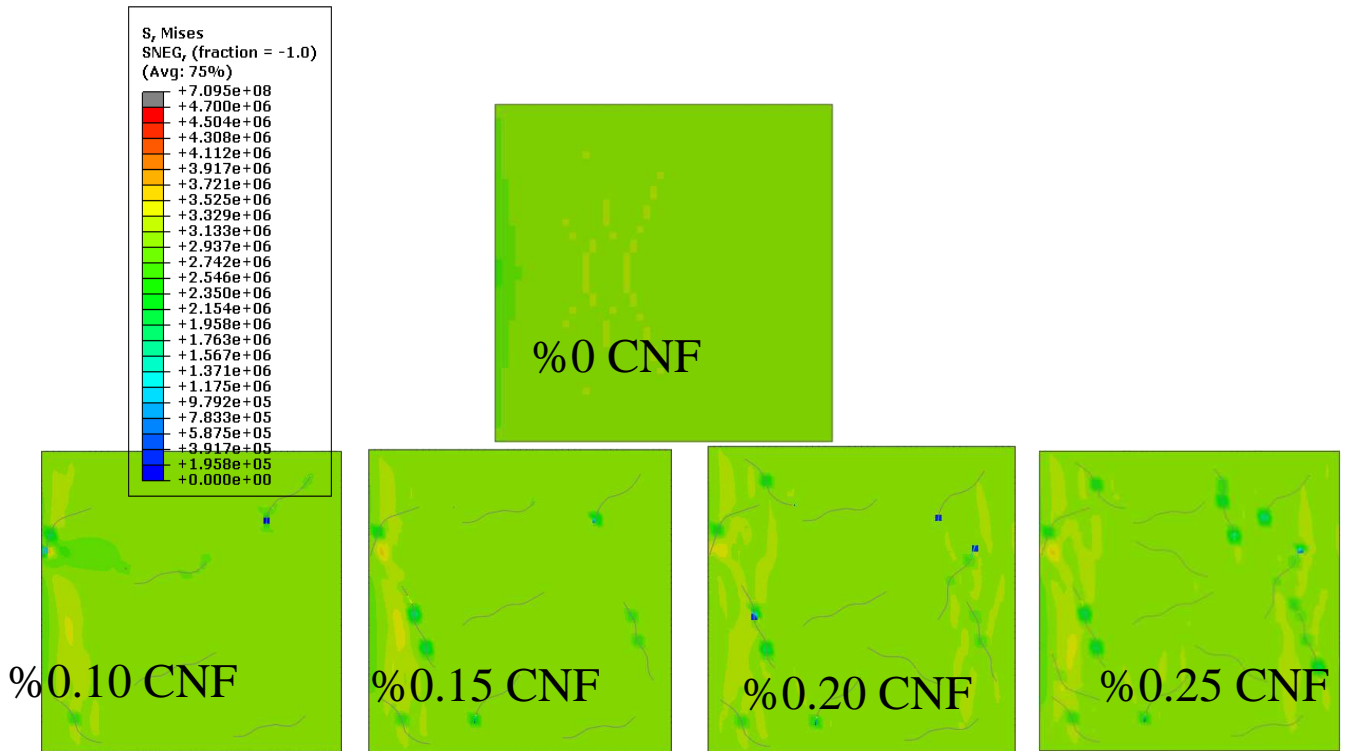 S, Mises
SNEG, (fraction = -1.0)
(Avg: 75%)
+7.095e+08
+4.700e+06
+4.504e+06
+4.308e+06
+4.112e+06
+3.917e+06
+3.721e+06
+3.525e+06
+3.329e+06
+3.133e+06
+2.937e+06
+2.742e+06
+2.546e+06
+2.350e+06
+2.154e+06
+1.958e+06
+1.763e+06
+1.567e+06
+1.371e+06
+1.175e+06
+9.792e+05
+7.833e+05
+5.875e+05
+3.917e+05
+1.958e+05
+0.000e+00
%0 CNF
%0.10 CNF
%0.15 CNF
%0.20 CNF
%0.25 CNF